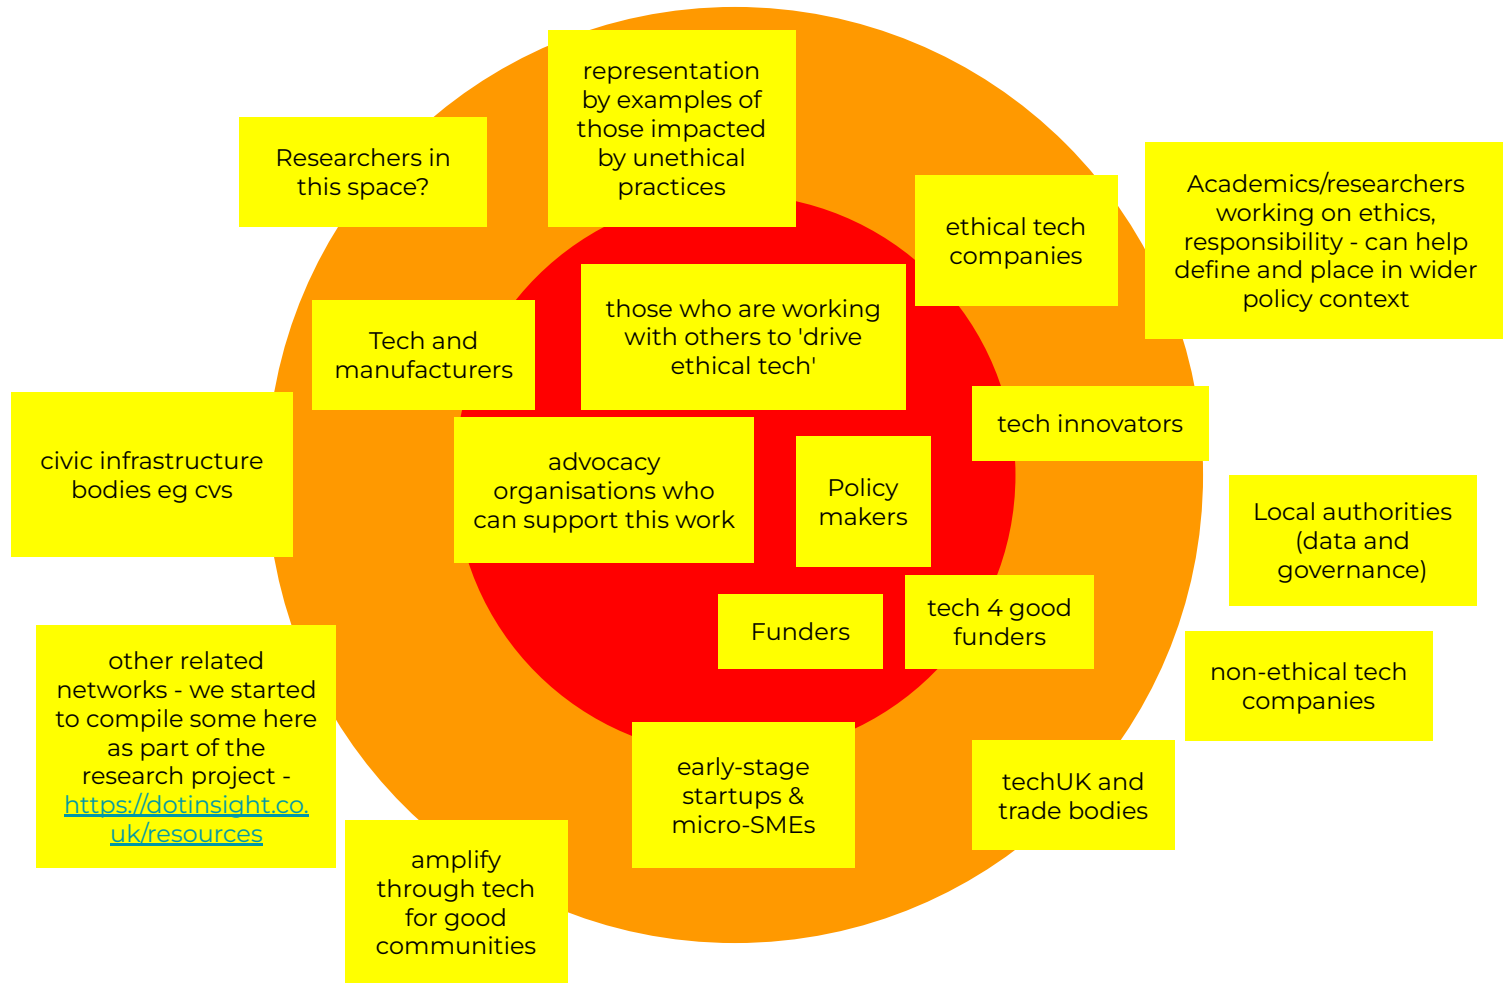 representation
by examples of
those impacted
by unethical
practices
Researchers in
this space?
Academics/researchers
working on ethics,
responsibility - can help
define and place in wider
policy context
ethical tech
companies
those who are working
with others to 'drive
ethical tech'
Tech and
manufacturers
tech innovators
civic infrastructure
bodies eg cvs
advocacy
organisations who
can support this work
Policy
makers
Local authorities
(data and
governance)
Funders
tech 4 good
funders
other related
networks - we started
to compile some here
as part of the
research project -
https://dotinsight.co.
uk/resources
non-ethical tech
companies
early-stage
startups &
micro-SMEs
techUK and
trade bodies
amplify
through tech
for good
communities